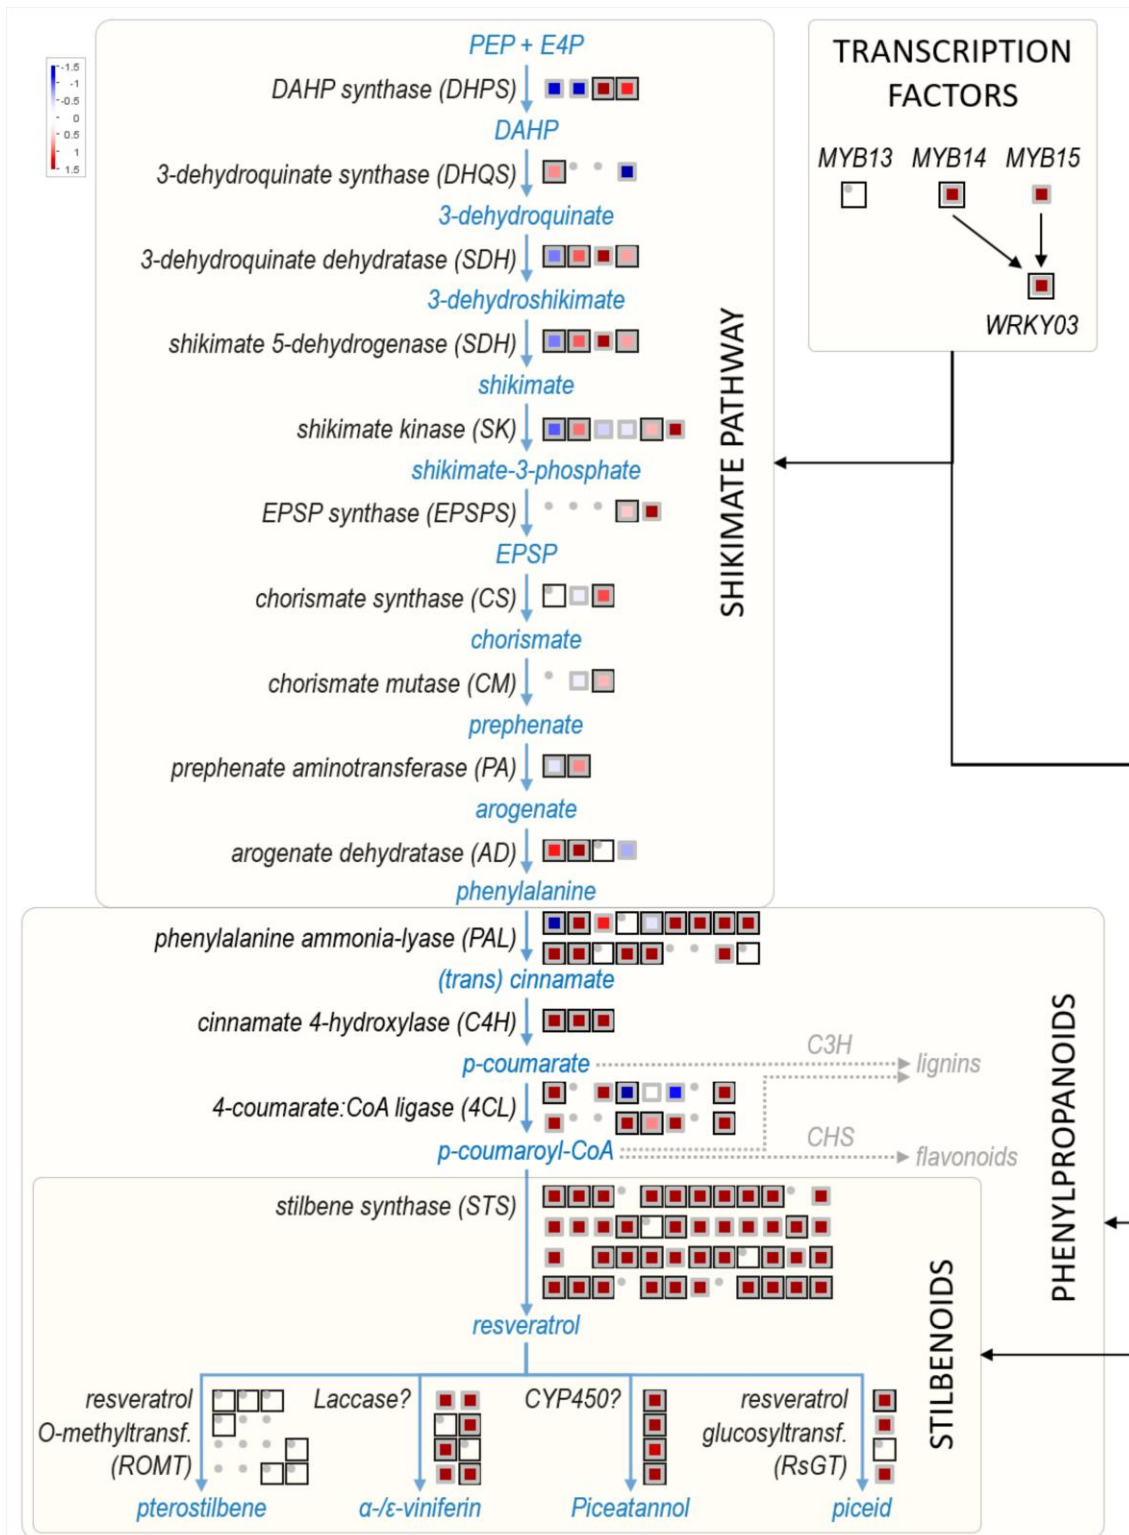 PEP + E4P
-1.5
-1
-0.5
0
0.5
1
1.5
DAHP synthase (DHPS)
DAHP
3-dehydroquinate synthase (DHQS)
3-dehydroquinate
3-dehydroquinate dehydratase (SDH)
3-dehydroshikimate
shikimate 5-dehydrogenase (SDH)
shikimate
shikimate kinase (SK)
shikimate-3-phosphate
EPSP synthase (EPSPS)
EPSP
chorismate synthase (CS)
chorismate
chorismate mutase (CM)
prephenate
prephenate aminotransferase (PA)
arogenate
arogenate dehydratase (AD)
phenylalanine
SHIKIMATE PATHWAY
TRANSCRIPTION
FACTORS
MYB13 MYB14 MYB15
WRKY03
phenylalanine ammonia-lyase (PAL)
(trans) cinnamate
cinnamate 4-hydroxylase (C4H)
p-coumarate
C3H
lignins
4-coumarate:CoA ligase (4CL)
p-coumaroyl-CoA
CHS
flavonoids
PHENYLPROPANOIDS
stilbene synthase (STS)
resveratrol
STILBENOIDS
resveratrol
O-methyltransf.
(ROMT)
pterostilbene
Laccase?
α-/ε-viniferin
CYP450?
Piceatannol
resveratrol
glucosyltransf.
(RsGT)
piceid